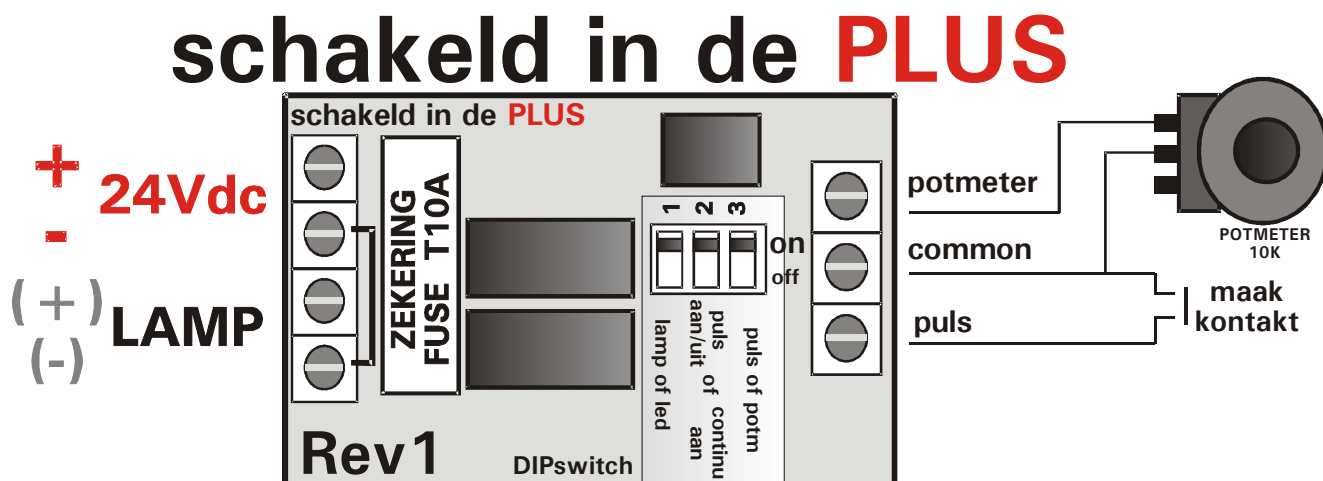 schakeld in de PLUS
schakeld in de PLUS
+
24Vdc
-
(+)
LAMP
(-)
ZEKERING
FUSE T10A
1 2 3
on
off
lamp of led
puls
aan/uit of continu
aan
puls of potm
Rev1
DIPswitch
potmeter
common
puls
POTMETER
10K
maak
kontakt